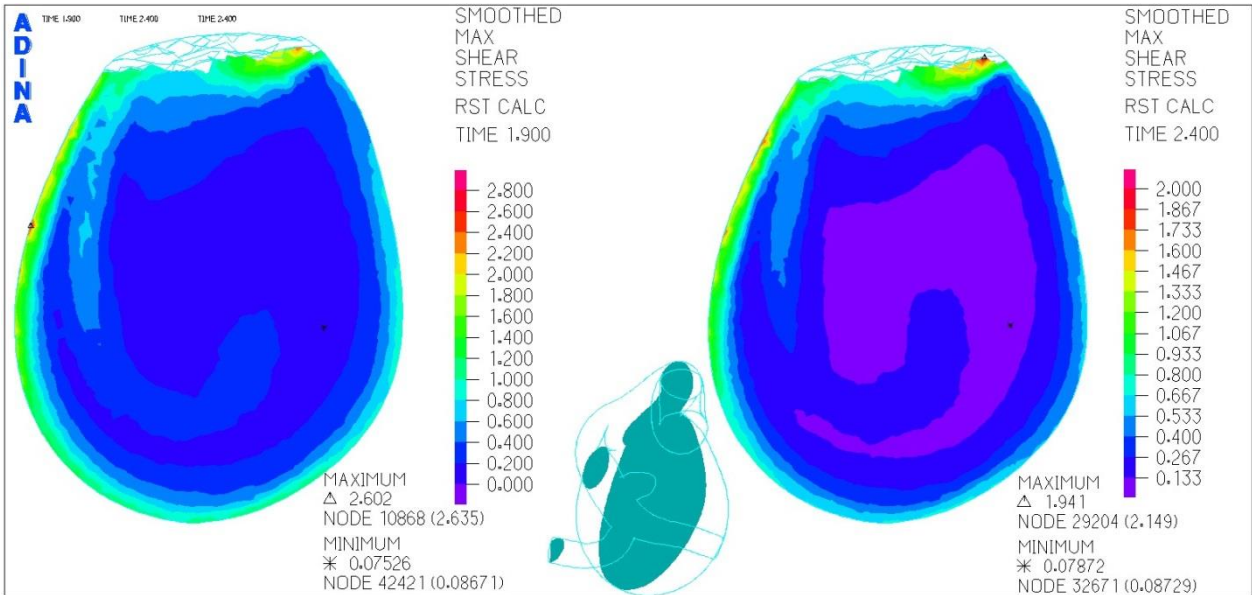 ADINA
TIME 1.900
TIME 2.400
TIME 2.400
SMOOTHED
MAX
SHEAR
STRESS
RST CALC
TIME 1.900
2.800
2.600
2.400
2.200
2.000
1.800
1.600
1.400
1.200
1.000
0.800
0.600
0.400
0.200
0.000
MAXIMUM
△ 2.602
NODE 10868 (2.635)
MINIMUM
✳ 0.07526
NODE 42421 (0.08671)
SMOOTHED
MAX
SHEAR
STRESS
RST CALC
TIME 2.400
2.000
1.867
1.733
1.600
1.467
1.333
1.200
1.067
0.933
0.800
0.667
0.533
0.400
0.267
0.133
MAXIMUM
△ 1.941
NODE 29204 (2.149)
MINIMUM
✳ 0.07872
NODE 32671 (0.08729)